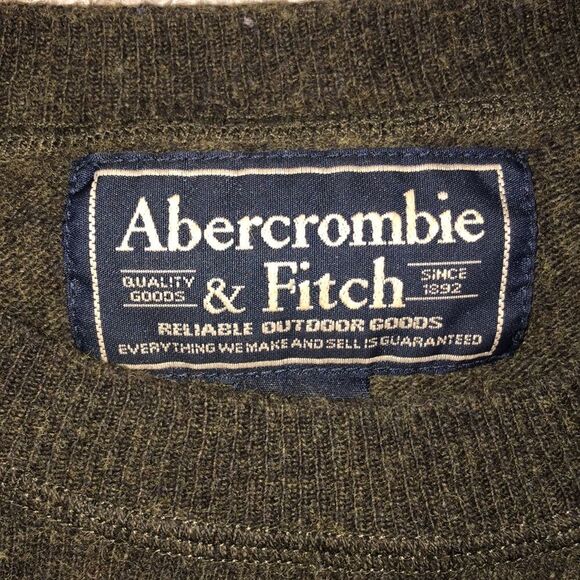 Abercrombie
QUALITY GOODS & Fitch SINCE 1892
RELIABLE OUTDOOR GOODS
EVERYTHING WE MAKE AND SELL IS GUARANTEED